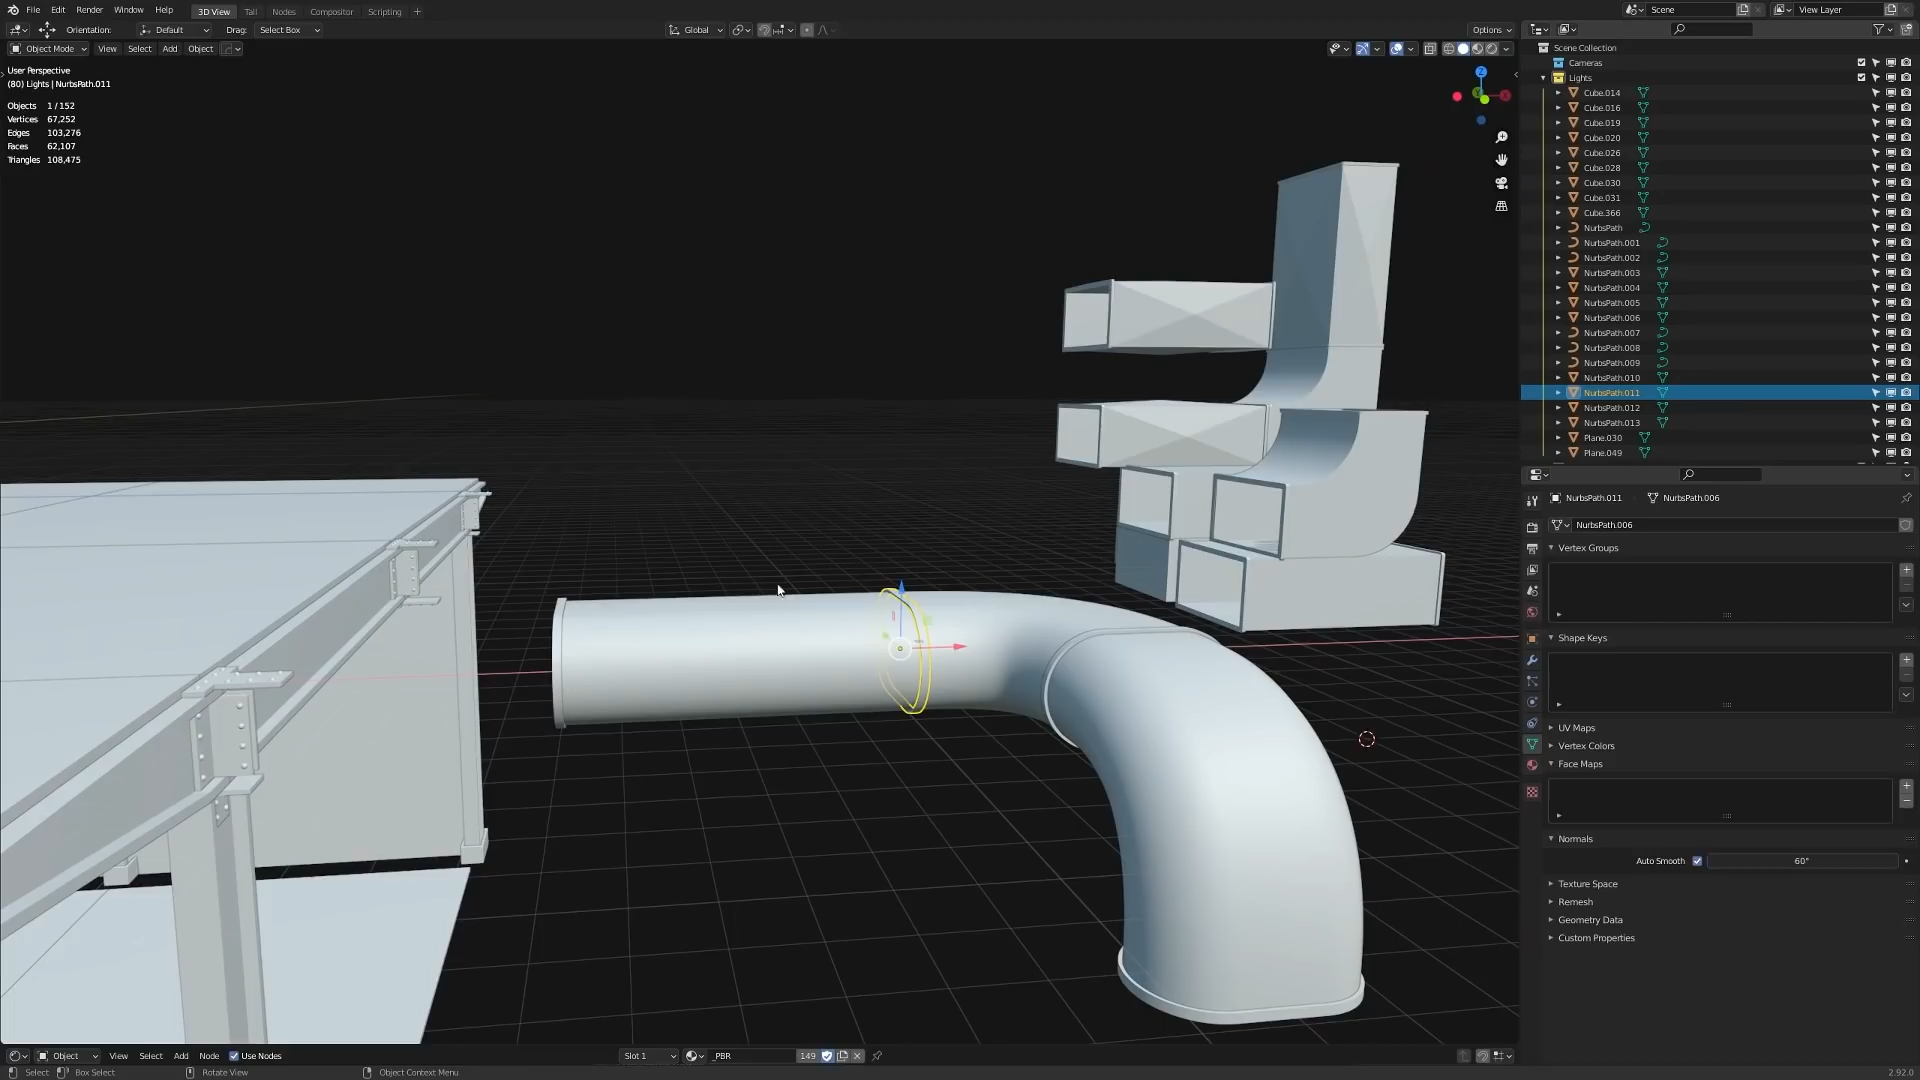 File Edit Render Window Help 3D View Tall Nodes Compositor Scripting + Scene View Layer
Orientation: Default Drag: Select Box Global Options
Object Mode View Select Add Object
User Perspective
(80) Lights | NurbsPath.011
Objects 1 / 152
Vertices 67,252
Edges 103,276
Faces 62,107
Triangles 108,475
Z
Scene Collection
Cameras
Lights
Cube.014
Cube.016
Cube.019
Cube.020
Cube.026
Cube.028
Cube.030
Cube.031
Cube.366
NurbsPath
NurbsPath.001
NurbsPath.002
NurbsPath.003
NurbsPath.004
NurbsPath.005
NurbsPath.006
NurbsPath.007
NurbsPath.008
NurbsPath.009
NurbsPath.010
NurbsPath.011
NurbsPath.012
NurbsPath.013
Plane.030
Plane.049
NurbsPath.011 NurbsPath.006
NurbsPath.006
Vertex Groups
Shape Keys
UV Maps
Vertex Colors
Face Maps
Normals
Auto Smooth 60°
Texture Space
Remesh
Geometry Data
Custom Properties
Object View Select Add Node Use Nodes Slot 1 _PBR 149
Select Box Select Rotate View Object Context Menu 2.92.0